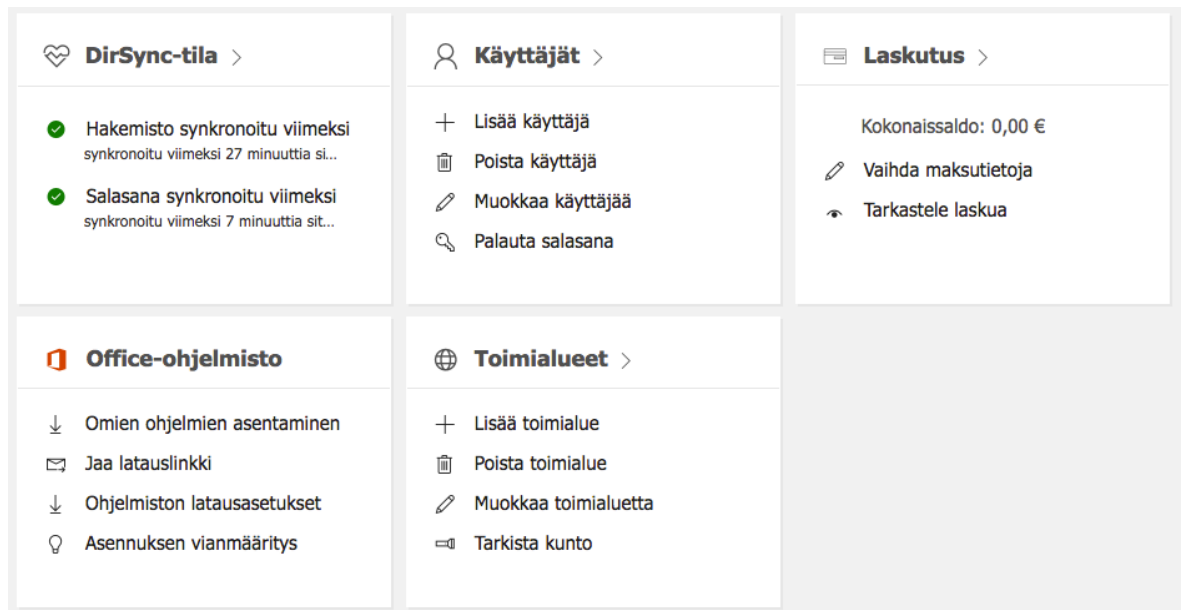 DirSync-tila
Hakemisto synkronoitu viimeksi
synkronoitu viimeksi 27 minuuttia si...
Salasana synkronoitu viimeksi
synkronoitu viimeksi 7 minuuttia sit...
Käyttäjät
Lisää käyttäjä
Poista käyttäjä
Muokkaa käyttäjää
Palauta salasana
Laskutus
Kokonaissaldo: 0,00 €
Vaihda maksutietoja
Tarkastele laskua
Office-ohjelmisto
Omien ohjelmien asentaminen
Jaa latauslinkki
Ohjelmiston latausasetukset
Asennuksen vianmääritys
Toimialueet
Lisää toimialue
Poista toimialue
Muokkaa toimialuetta
Tarkista kunto